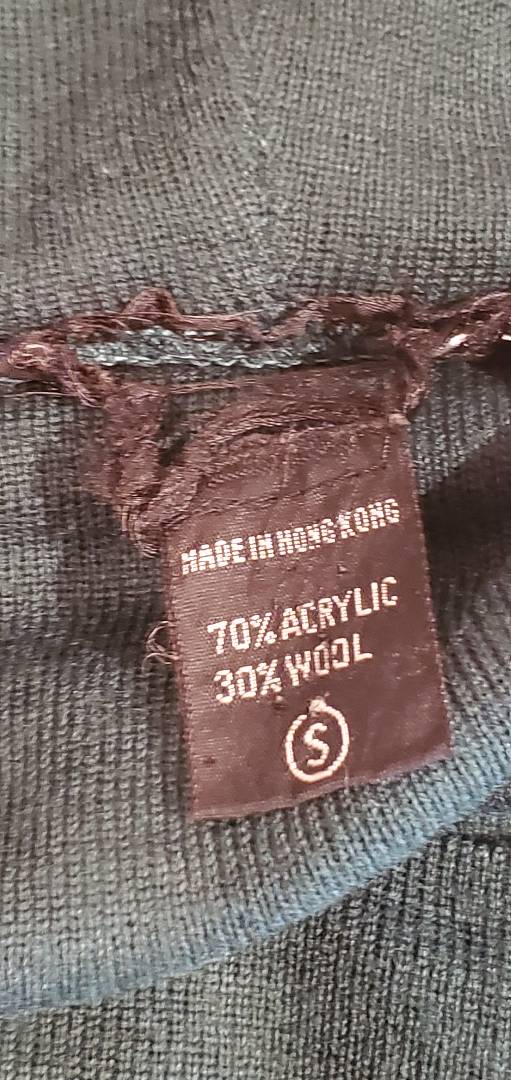 MADE IN HONG KONG
70% ACRYLIC
30% WOOL
S